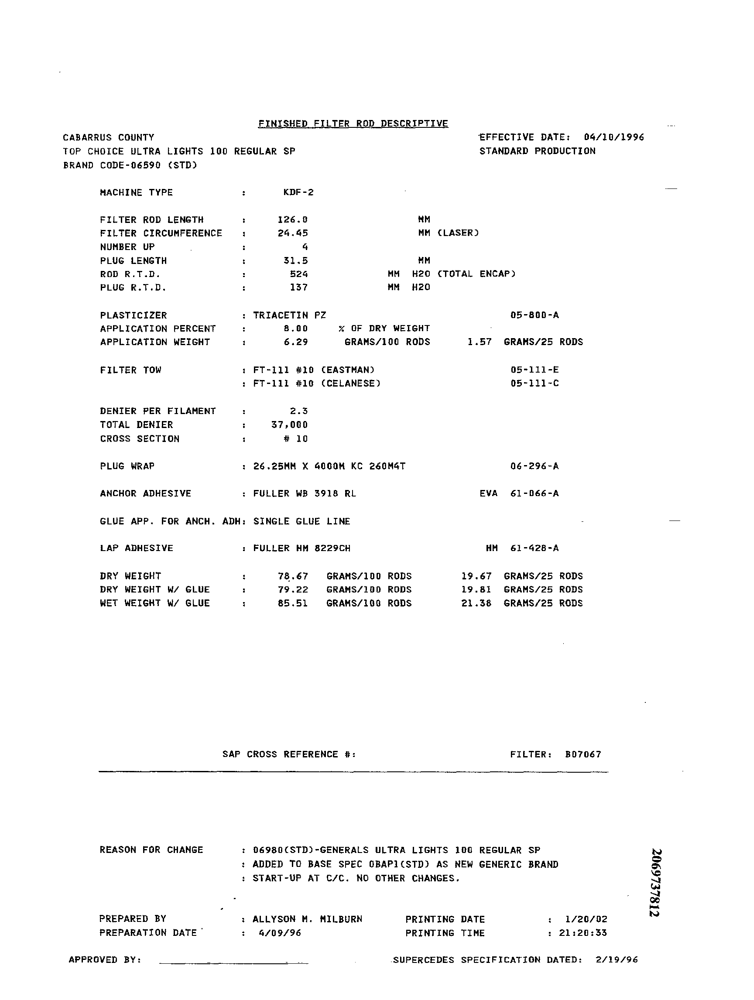 FINISHED FILTER ROD DESCRIPTIVE
CABARRUS COUNTY EFFECTIVE DATE: 04/10/1996
TOP CHOICE ULTRA LIGHTS 100 REGULAR SP STANDARD PRODUCTION
BRAND CODE-06590 (STD)
MACHINE TYPE : KDF-2
FILTER ROD LENGTH : 126.0 MM
FILTER CIRCUMFERENCE : 24.45 MM (LASER)
NUMBER UP : 4
PLUG LENGTH : 31.5 MM
ROD R.T.D. : 524 MM H2O (TOTAL ENCAP)
PLUG R.T.D. : 137 MM H2O
PLASTICIZER : TRIACETIN PZ 05-800-A
APPLICATION PERCENT : 8.00 % OF DRY WEIGHT
APPLICATION WEIGHT : 6.29 GRAMS/100 RODS 1.57 GRAMS/25 RODS
FILTER TOW : FT-111 #10 (EASTMAN) 05-111-E
: FT-111 #10 (CELANESE) 05-111-C
DENIER PER FILAMENT : 2.3
TOTAL DENIER : 37,000
CROSS SECTION : # 10
PLUG WRAP : 26.25MM X 4000M KC 260M4T 06-296-A
ANCHOR ADHESIVE : FULLER WB 3918 RL EVA 61-066-A
GLUE APP. FOR ANCH. ADH: SINGLE GLUE LINE
LAP ADHESIVE : FULLER HM 8229CH HM 61-428-A
DRY WEIGHT : 78.67 GRAMS/100 RODS 19.67 GRAMS/25 RODS
DRY WEIGHT W/ GLUE : 79.22 GRAMS/100 RODS 19.81 GRAMS/25 RODS
WET WEIGHT W/ GLUE : 85.51 GRAMS/100 RODS 21.38 GRAMS/25 RODS
SAP CROSS REFERENCE #: FILTER: B07067
REASON FOR CHANGE : 06980(STD)-GENERALS ULTRA LIGHTS 100 REGULAR SP
: ADDED TO BASE SPEC OBAP1(STD) AS NEW GENERIC BRAND
: START-UP AT C/C. NO OTHER CHANGES.
2069737812
PREPARED BY : ALLYSON M. MILBURN PRINTING DATE : 1/20/02
PREPARATION DATE : 4/09/96 PRINTING TIME : 21:20:33
APPROVED BY: SUPERCEDES SPECIFICATION DATED: 2/19/96